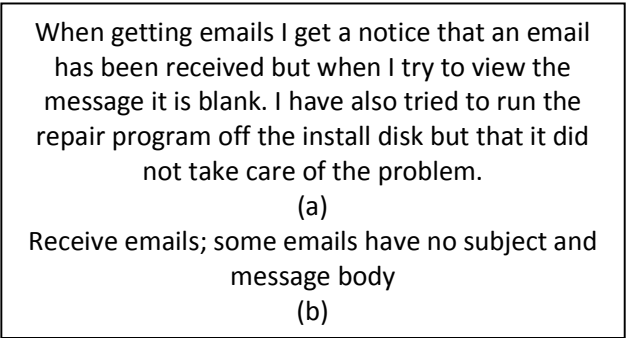 When getting emails I get a notice that an email
has been received but when I try to view the
message it is blank. I have also tried to run the
repair program off the install disk but that it did
not take care of the problem.
(a)
Receive emails; some emails have no subject and
message body
(b)